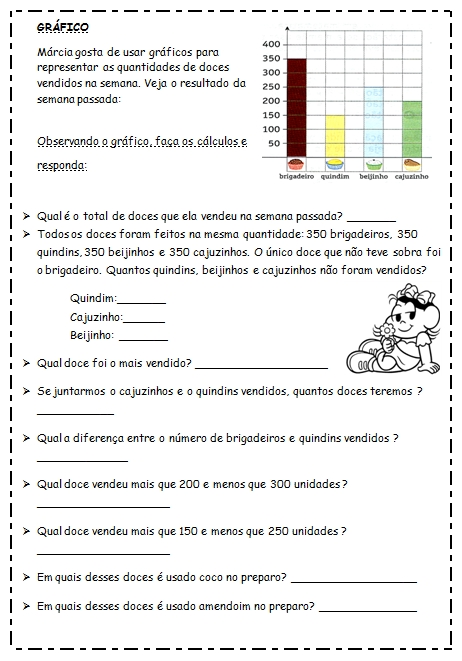 GRÁFICO
Márcia gosta de usar gráficos para
representar as quantidades de doces
vendidos na semana. Veja o resultado da
semana passada:
Observando o gráfico, faça os cálculos e
responda:
400
350
300
250
200
150
100
50
brigadeiro quindim beijinho cajuzinho
Qual é o total de doces que ela vendeu na semana passada? ________
Todos os doces foram feitos na mesma quantidade: 350 brigadeiros, 350
quindins, 350 beijinhos e 350 cajuzinhos. O único doce que não teve sobra foi
o brigadeiro. Quantos quindins, beijinhos e cajuzinhos não foram vendidos?
Quindim:________
Cajuzinho:_______
Beijinho: ________
Qual doce foi o mais vendido? ______________________
Se juntarmos o cajuzinhos e o quindins vendidos, quantos doces teremos ?
_____________
Qual a diferença entre o número de brigadeiros e quindins vendidos ?
_______________
Qual doce vendeu mais que 200 e menos que 300 unidades?
______________________
Qual doce vendeu mais que 150 e menos que 250 unidades ?
______________________
Em quais desses doces é usado coco no preparo? _____________________
Em quais desses doces é usado amendoim no preparo? ________________